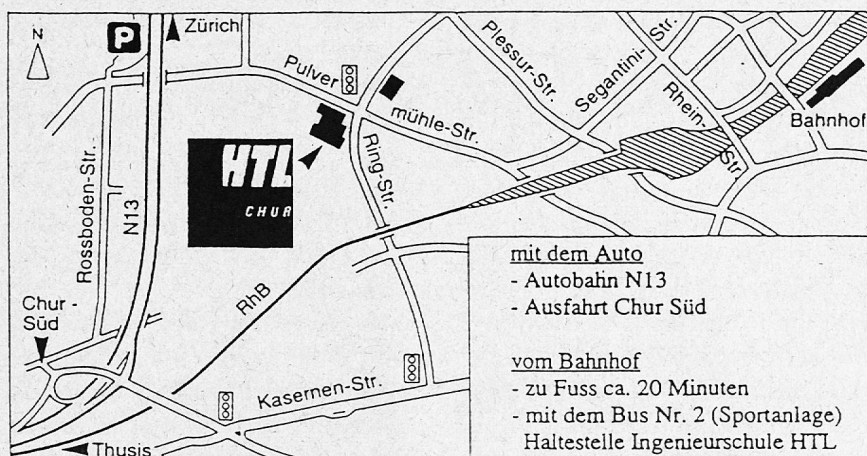 N
P
Zürich
Pulver
mühle-Str.
Plessur-Str.
Segantini-Str.
Rhein-Str.
Bahnhof
HTL
CHUR
Ring-Str.
Rossboden-Str.
N13
RhB
Chur -
Süd
Kasernen-Str.
Thusis
mit dem Auto
- Autobahn N13
- Ausfahrt Chur Süd
vom Bahnhof
- zu Fuss ca. 20 Minuten
- mit dem Bus Nr. 2 (Sportanlage)
Haltestelle Ingenieurschule HTL